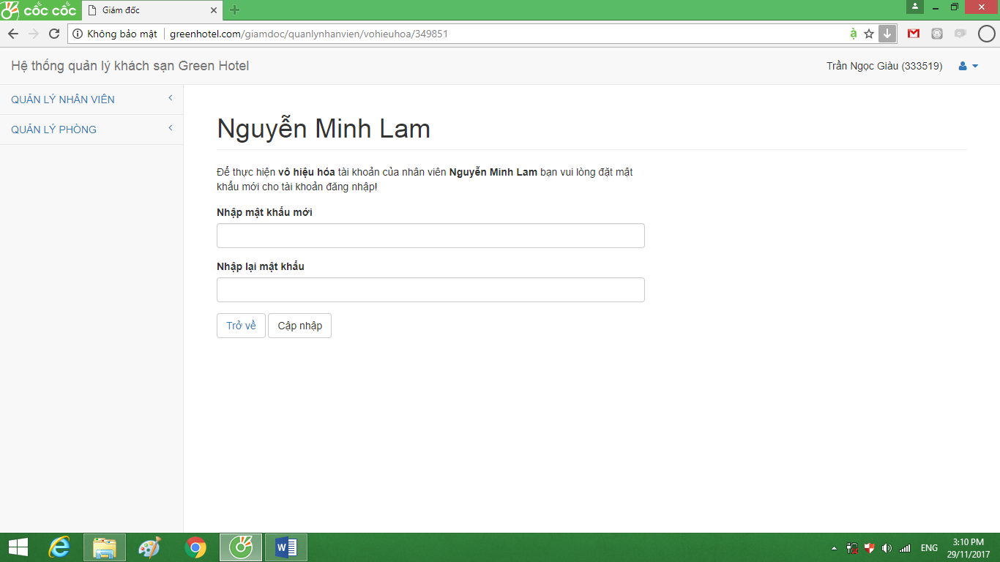 cốc cốc
Giám đốc
Không bảo mật
greenhotel.com/giamdoc/quanlynhanvien/vohieuhoa/349851
ạ
Hệ thống quản lý khách sạn Green Hotel
Trần Ngọc Giàu (333519)
QUẢN LÝ NHÂN VIÊN
QUẢN LÝ PHÒNG
Nguyễn Minh Lam
Để thực hiện vô hiệu hóa tài khoản của nhân viên Nguyễn Minh Lam bạn vui lòng đặt mật
khẩu mới cho tài khoản đăng nhập!
Nhập mật khẩu mới
Nhập lại mật khẩu
Trở về
Cập nhập
ENG
3:10 PM
29/11/2017